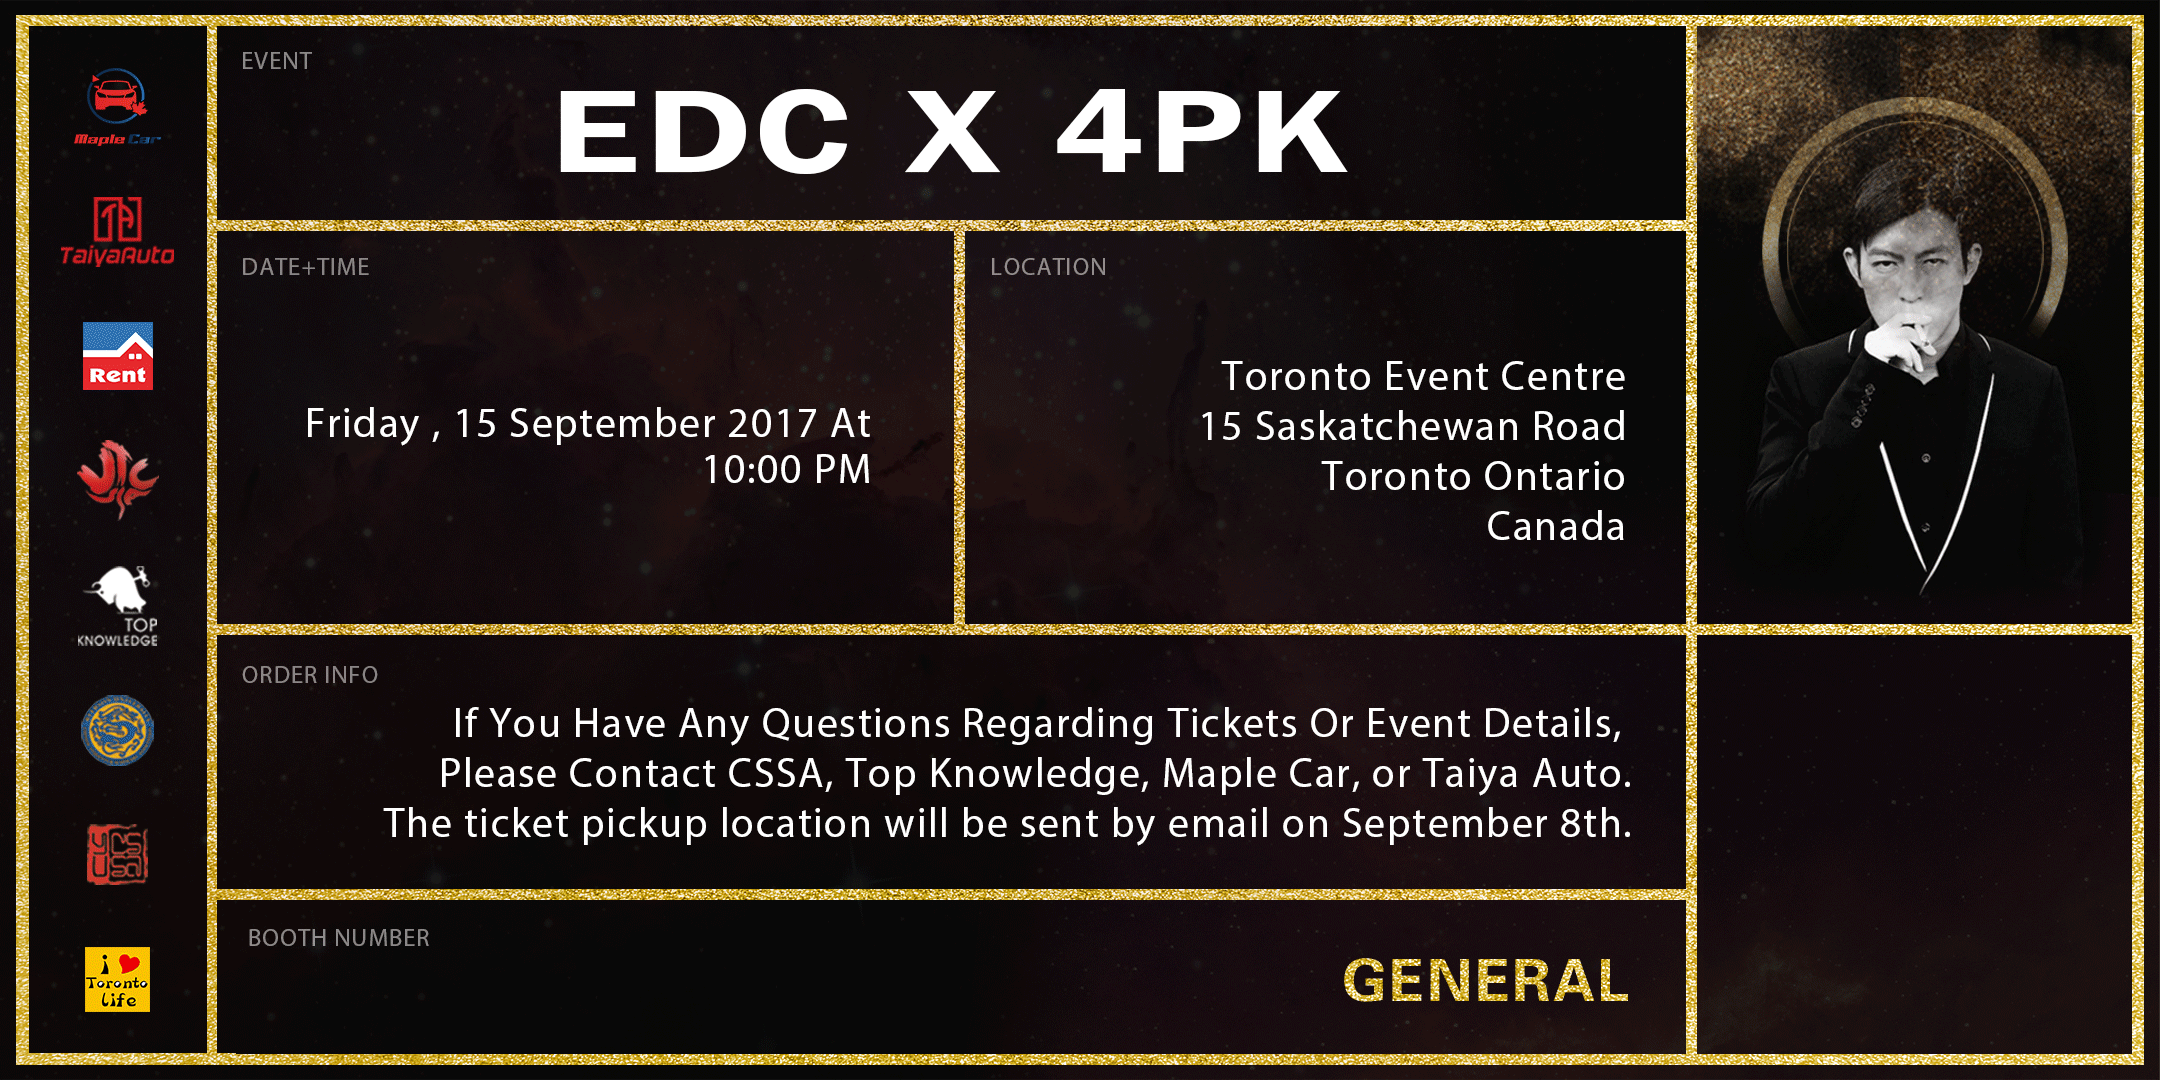 Maple Car
TaiyaAuto
Rent
TOP
KNOWLEDGE
i
Toronto
Life
EVENT
EDC X 4PK
DATE+TIME
Friday , 15 September 2017 At
10:00 PM
LOCATION
Toronto Event Centre
15 Saskatchewan Road
Toronto Ontario
Canada
ORDER INFO
If You Have Any Questions Regarding Tickets Or Event Details,
Please Contact CSSA, Top Knowledge, Maple Car, or Taiya Auto.
The ticket pickup location will be sent by email on September 8th.
BOOTH NUMBER
GENERAL